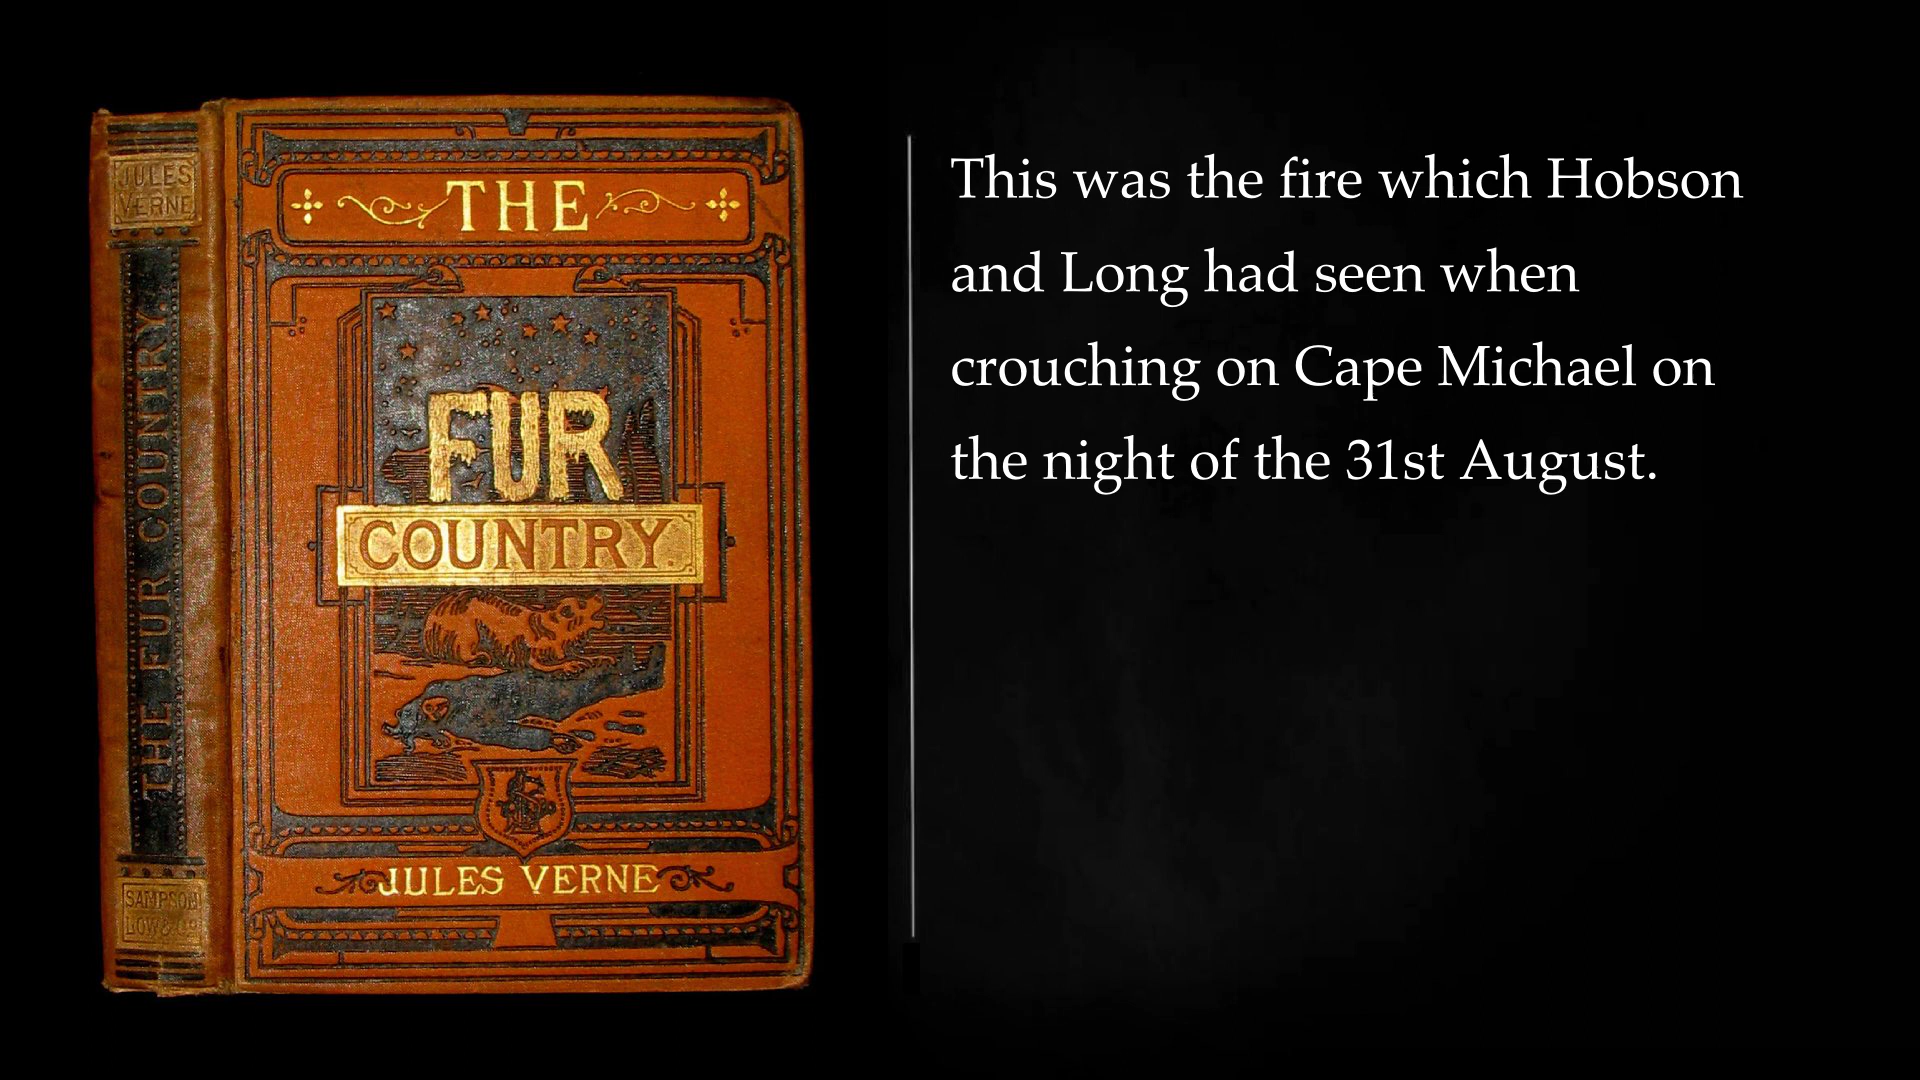 JULES
VERNE
THE FUR COUNTRY.
SAMPSON
LOW & Co
THE
FUR
COUNTRY.
JULES VERNE
This was the fire which Hobson
and Long had seen when
crouching on Cape Michael on
the night of the 31st August.